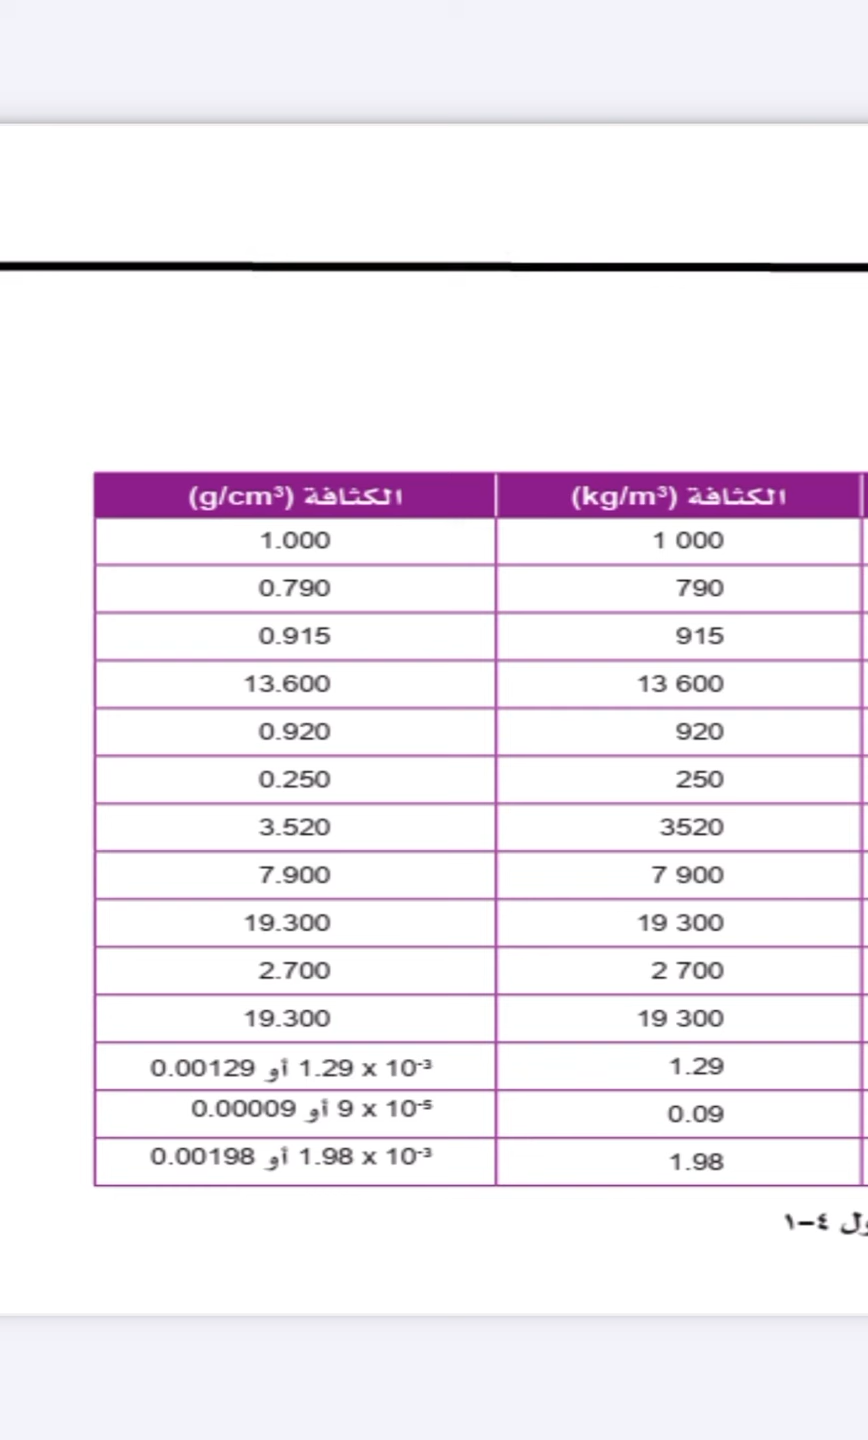 الكثافة (kg/m³) الكثافة (g/cm³)
1 000 1.000
790 0.790
915 0.915
13 600 13.600
920 0.920
250 0.250
3520 3.520
7 900 7.900
19 300 19.300
2 700 2.700
19 300 19.300
1.29 1.29 x 10⁻³ أو 0.00129
0.09 9 x 10⁻⁵ أو 0.00009
1.98 1.98 x 10⁻³ أو 0.00198
٤–١